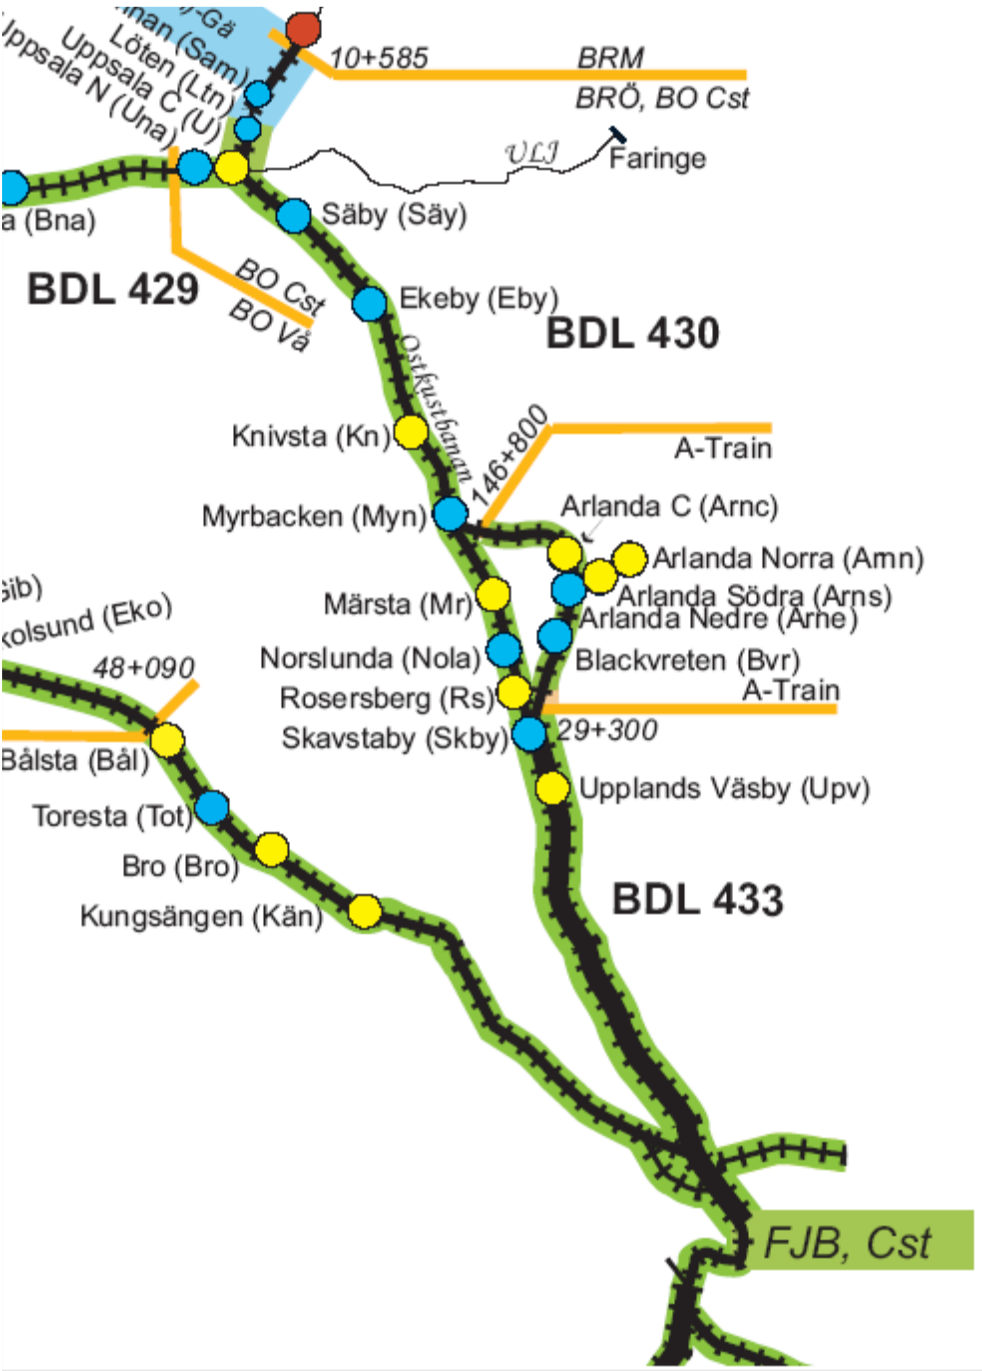 )-Gä
nnan (Sam)
Löten (Ltn)
Uppsala C (U)
Uppsala N (Una)
10+585
BRM
BRÖ, BO Cst
ULJ
Faringe
a (Bna)
Säby (Säy)
BDL 429
BO Cst
BO Vå
Ekeby (Eby)
BDL 430
Ostkustbanan
Knivsta (Kn)
146+800
A-Train
Myrbacken (Myn)
Arlanda C (Arnc)
Arlanda Norra (Arnn)
Gib)
Märsta (Mr)
Arlanda Södra (Arns)
kolsund (Eko)
Arlanda Nedre (Arne)
48+090
Norslunda (Nola)
Blackvreten (Bvr)
Rosersberg (Rs)
A-Train
Skavstaby (Skby)
29+300
Bålsta (Bål)
Upplands Väsby (Upv)
Toresta (Tot)
Bro (Bro)
BDL 433
Kungsängen (Kän)
FJB, Cst